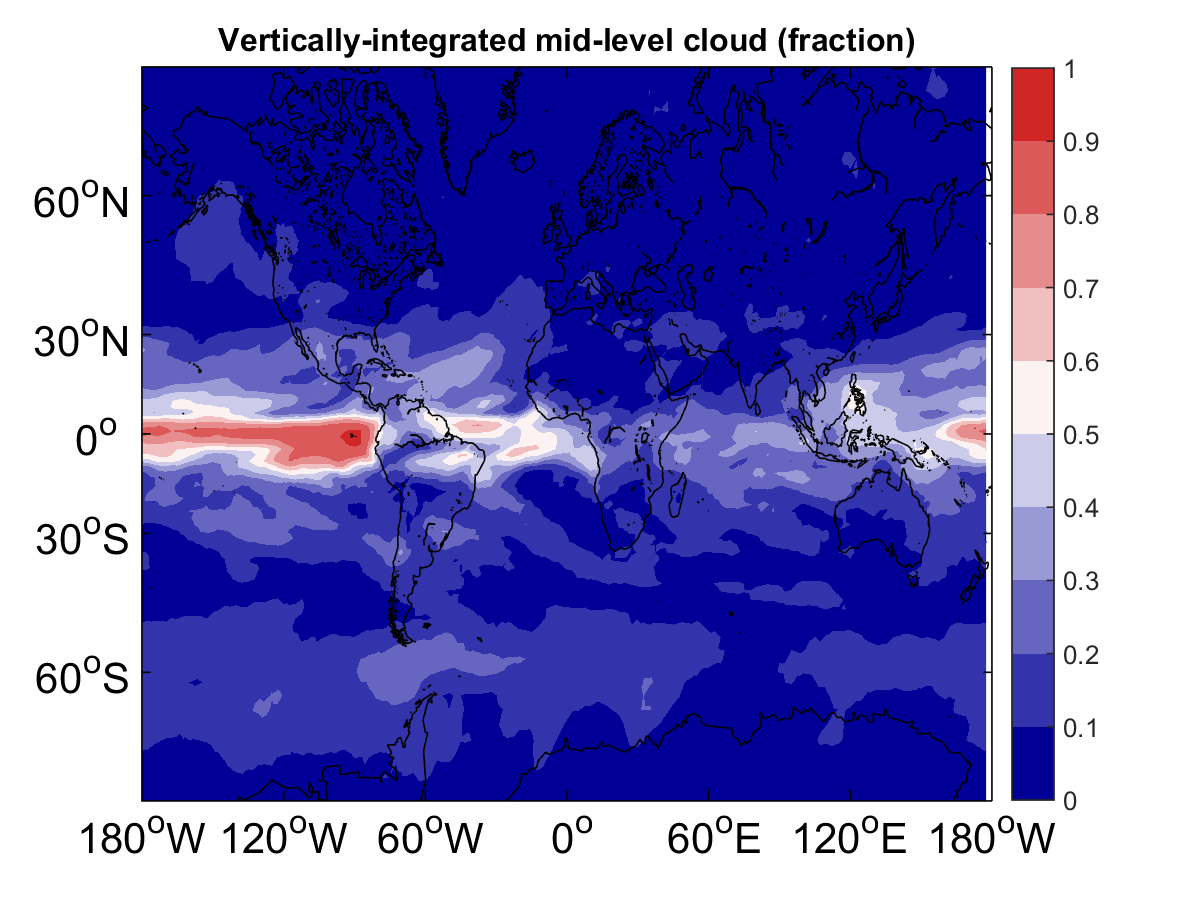 Vertically-integrated mid-level cloud (fraction)
60°N
30°N
0°
30°S
60°S
180°W 120°W 60°W 0° 60°E 120°E 180°W
1
0.9
0.8
0.7
0.6
0.5
0.4
0.3
0.2
0.1
0